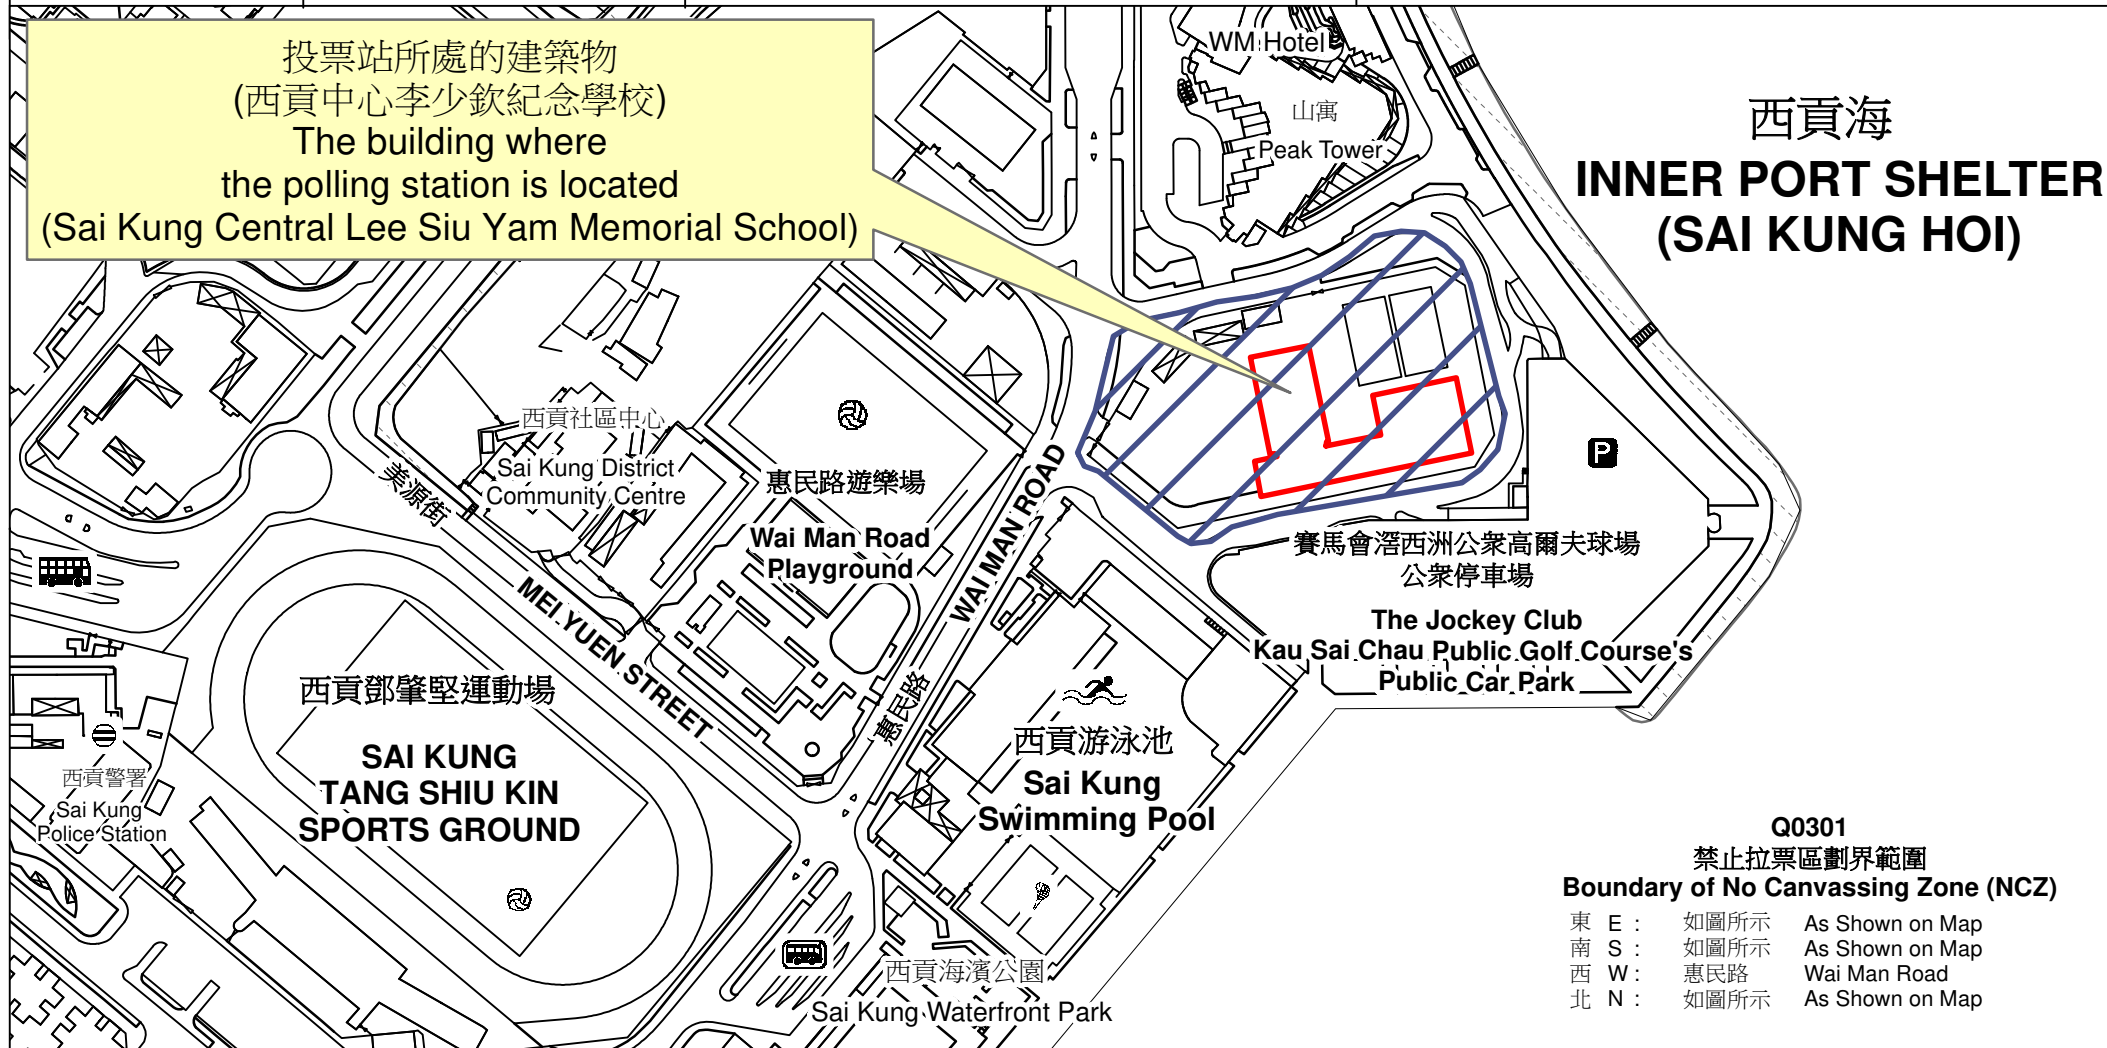 投票站所處的建築物
(西貢中心李少欽紀念學校)
The building where
the polling station is located
(Sai Kung Central Lee Siu Yam Memorial School)
WM Hotel
山寓
Peak Tower
西貢海
INNER PORT SHELTER
(SAI KUNG HOI)
西貢社區中心
Sai Kung District
Community Centre
美源街
MEI YUEN STREET
惠民路遊樂場
Wai Man Road
Playground
WAI MAN ROAD
惠民路
P
賽馬會滘西洲公衆高爾夫球場
公衆停車場
The Jockey Club
Kau Sai Chau Public Golf Course's
Public Car Park
西貢鄧肇堅運動場
SAI KUNG
TANG SHIU KIN
SPORTS GROUND
西貢警署
Sai Kung
Police Station
西貢游泳池
Sai Kung
Swimming Pool
西貢海濱公園
Sai Kung Waterfront Park
Q0301
禁止拉票區劃界範圍
Boundary of No Canvassing Zone (NCZ)
東 E : 如圖所示 As Shown on Map
南 S : 如圖所示 As Shown on Map
西 W : 惠民路 Wai Man Road
北 N : 如圖所示 As Shown on Map